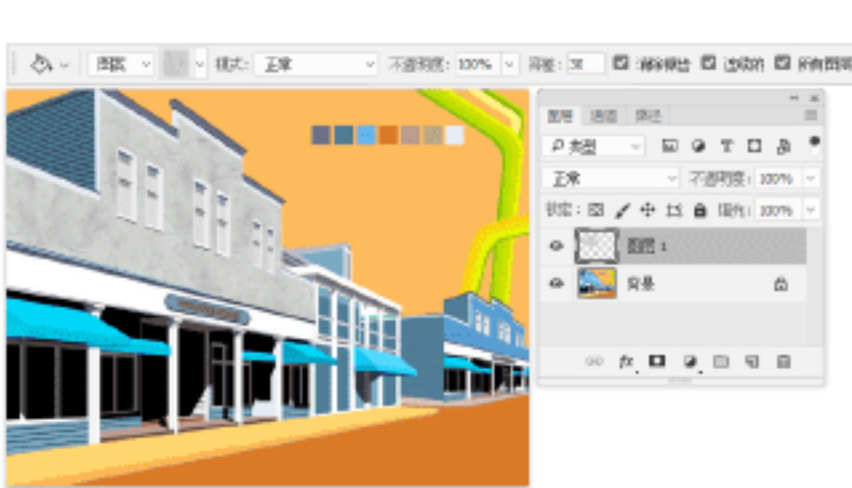 图案 模式: 正常 不透明度: 100% 容差: 30 消除锯齿 连续的 所有图层
图层 通道 路径
类型
正常 不透明度: 100%
锁定: 填充: 100%
图层 1
背景
fx